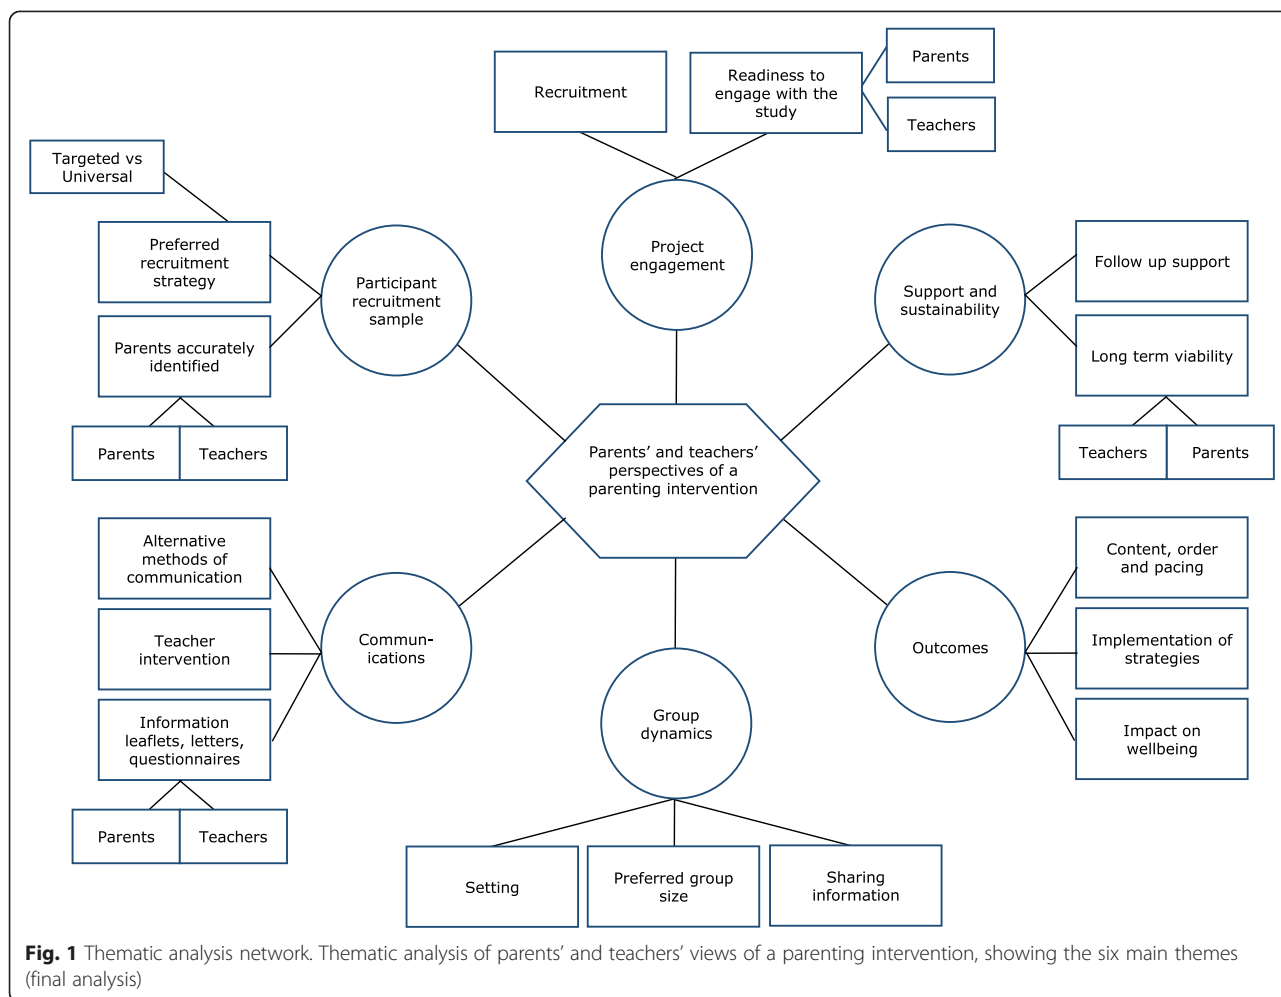 Recruitment
Readiness to
engage with the
study
Parents
Teachers
Targeted vs
Universal
Preferred
recruitment
strategy
Parents accurately
identified
Parents
Teachers
Participant
recruitment
sample
Project
engagement
Support and
sustainability
Follow up support
Long term viability
Teachers
Parents
Parents’ and teachers’
perspectives of a
parenting intervention
Alternative
methods of
communication
Teacher
intervention
Information
leaflets, letters,
questionnaires
Parents
Teachers
Commun-
ications
Group
dynamics
Outcomes
Content, order
and pacing
Implementation of
strategies
Impact on
wellbeing
Setting
Preferred group
size
Sharing
information
Fig. 1 Thematic analysis network. Thematic analysis of parents’ and teachers’ views of a parenting intervention, showing the six main themes
(final analysis)